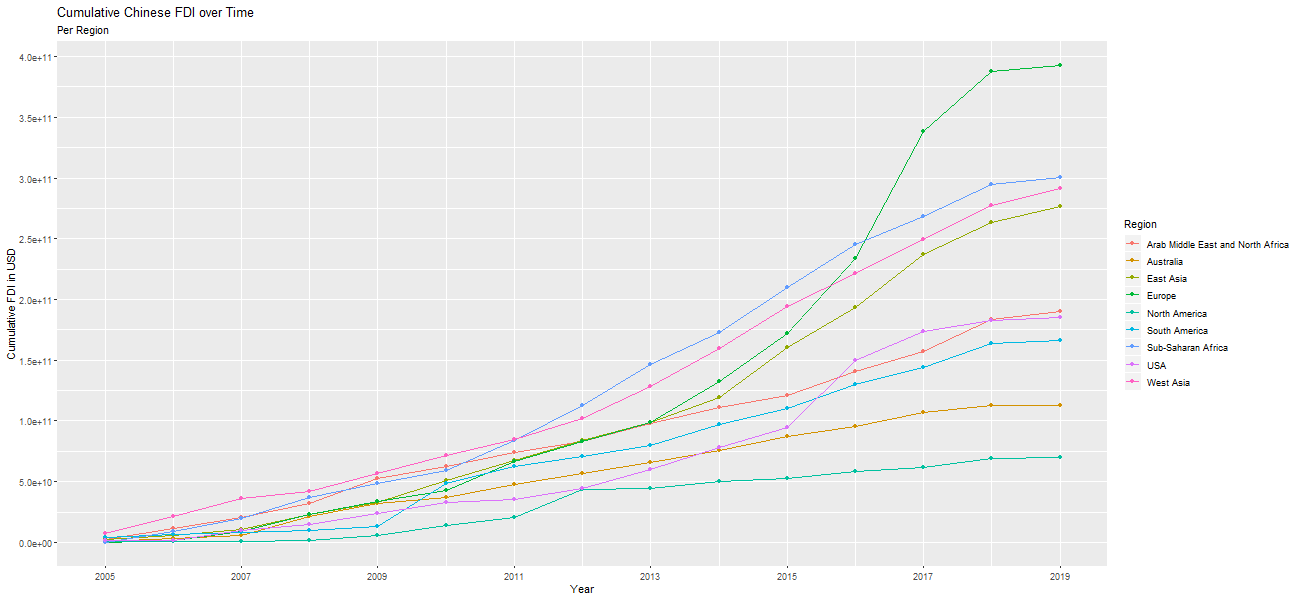 Cumulative Chinese FDI over Time
Per Region
4.0e+11
3.5e+11
3.0e+11
2.5e+11
2.0e+11
1.5e+11
1.0e+11
5.0e+10
0.0e+00
Cumulative FDI in USD
2005
2007
2009
2011
2013
2015
2017
2019
Year
Region
Arab Middle East and North Africa
Australia
East Asia
Europe
North America
South America
Sub-Saharan Africa
USA
West Asia